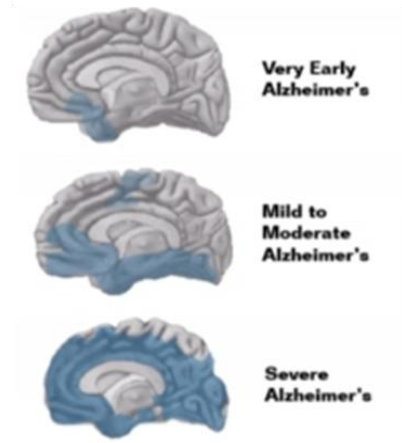 Very Early
Alzheimer's
Mild to
Moderate
Alzheimer's
Severe
Alzheimer's